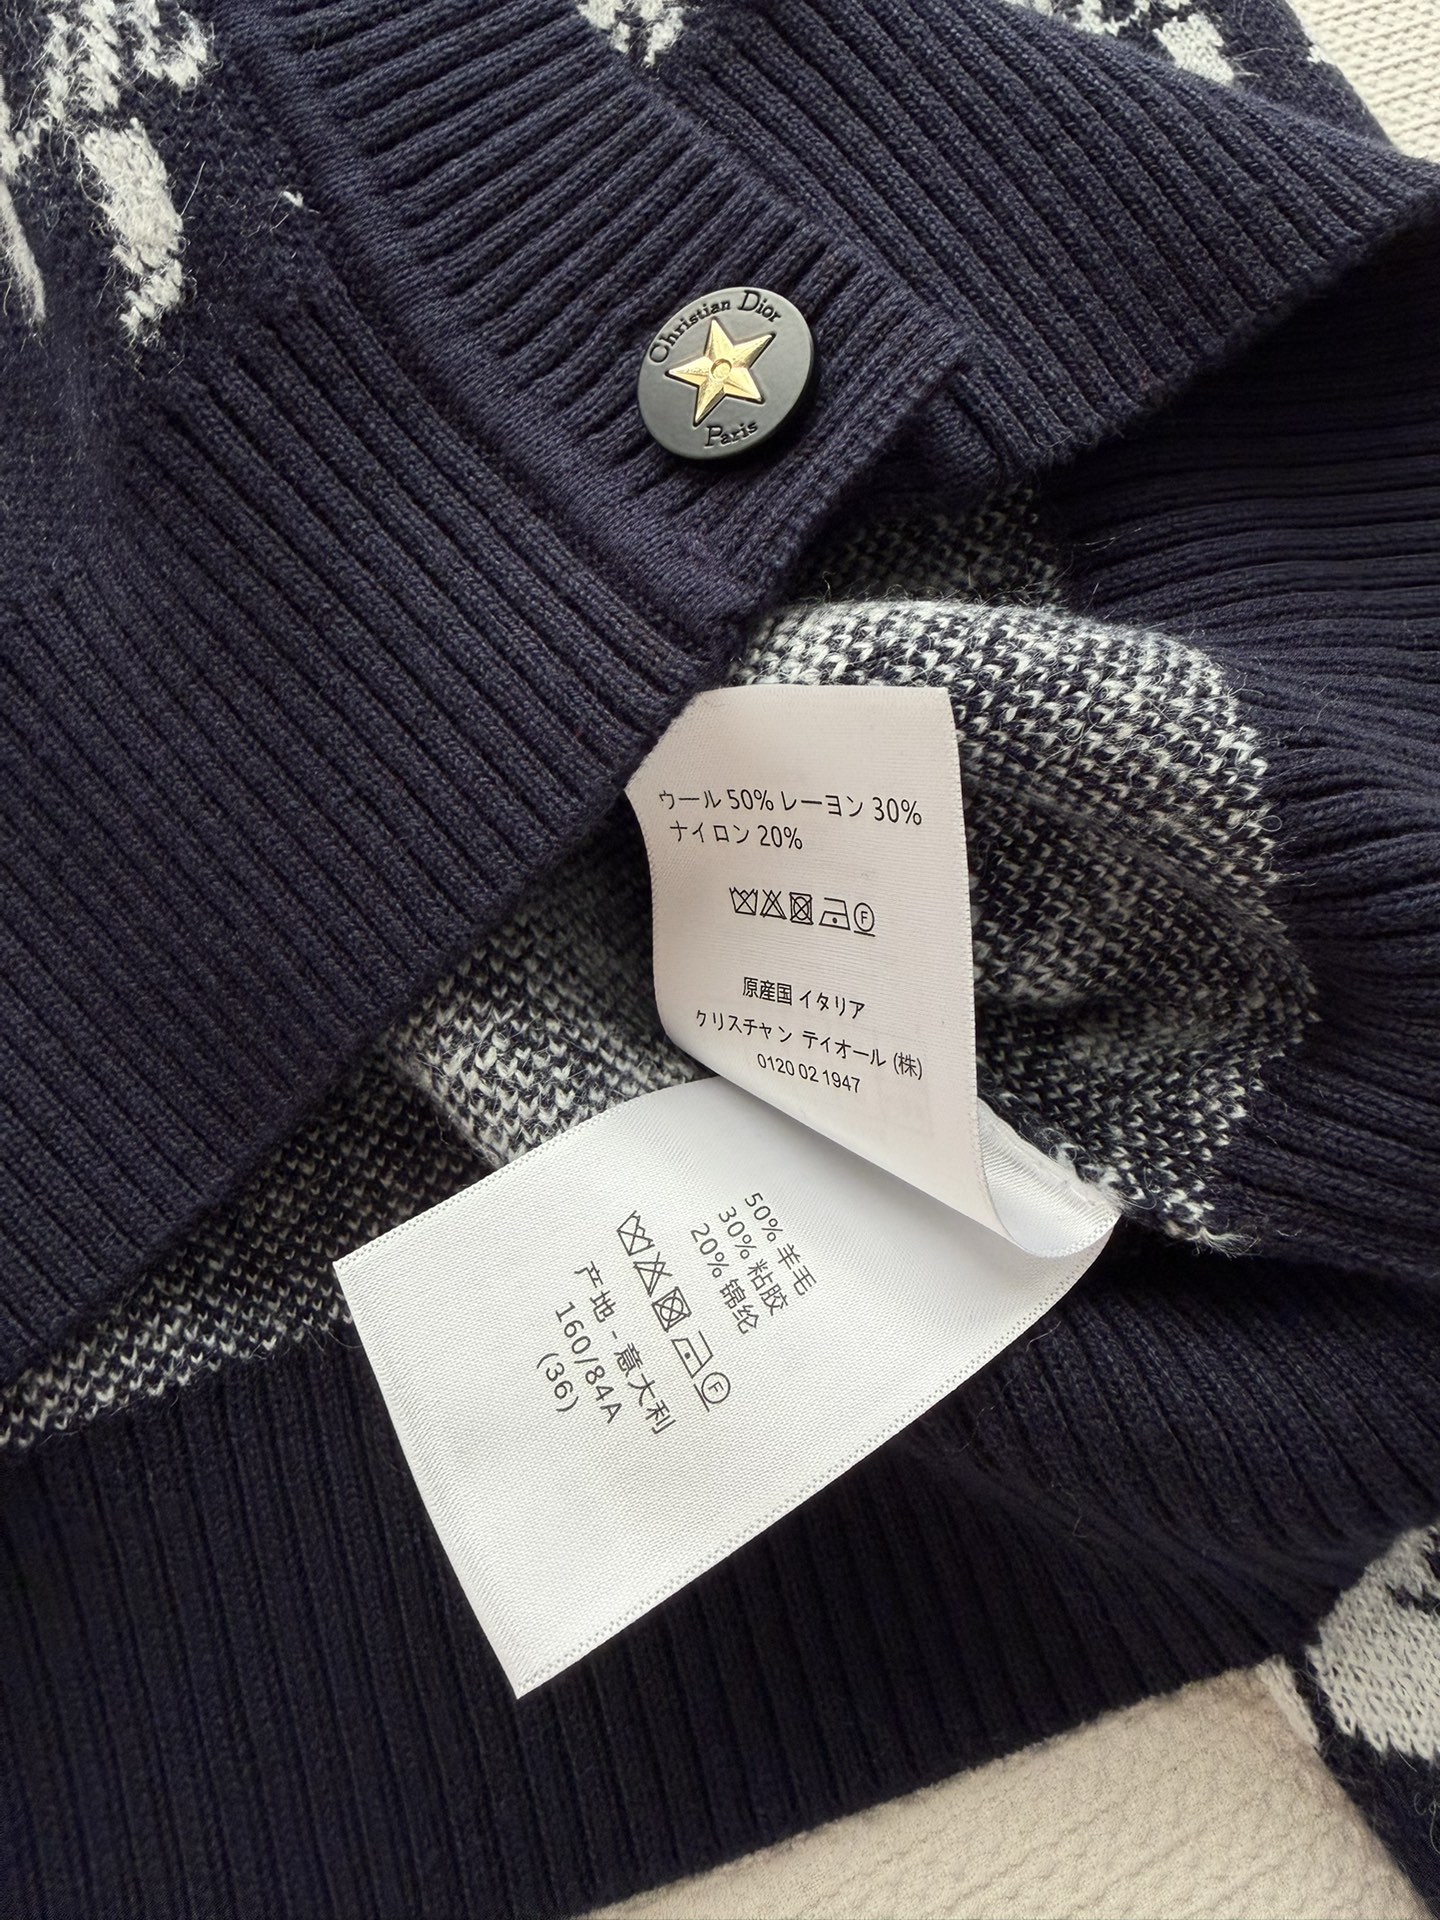 Christian Dior
Paris
ウール 50% レーヨン 30%
ナイロン 20%
F
原産国 イタリア
クリスチャン ディオール (株)
0120 02 1947
50% 羊毛
30% 粘胶
20% 锦纶
F
产地 - 意大利
160/84A
(36)